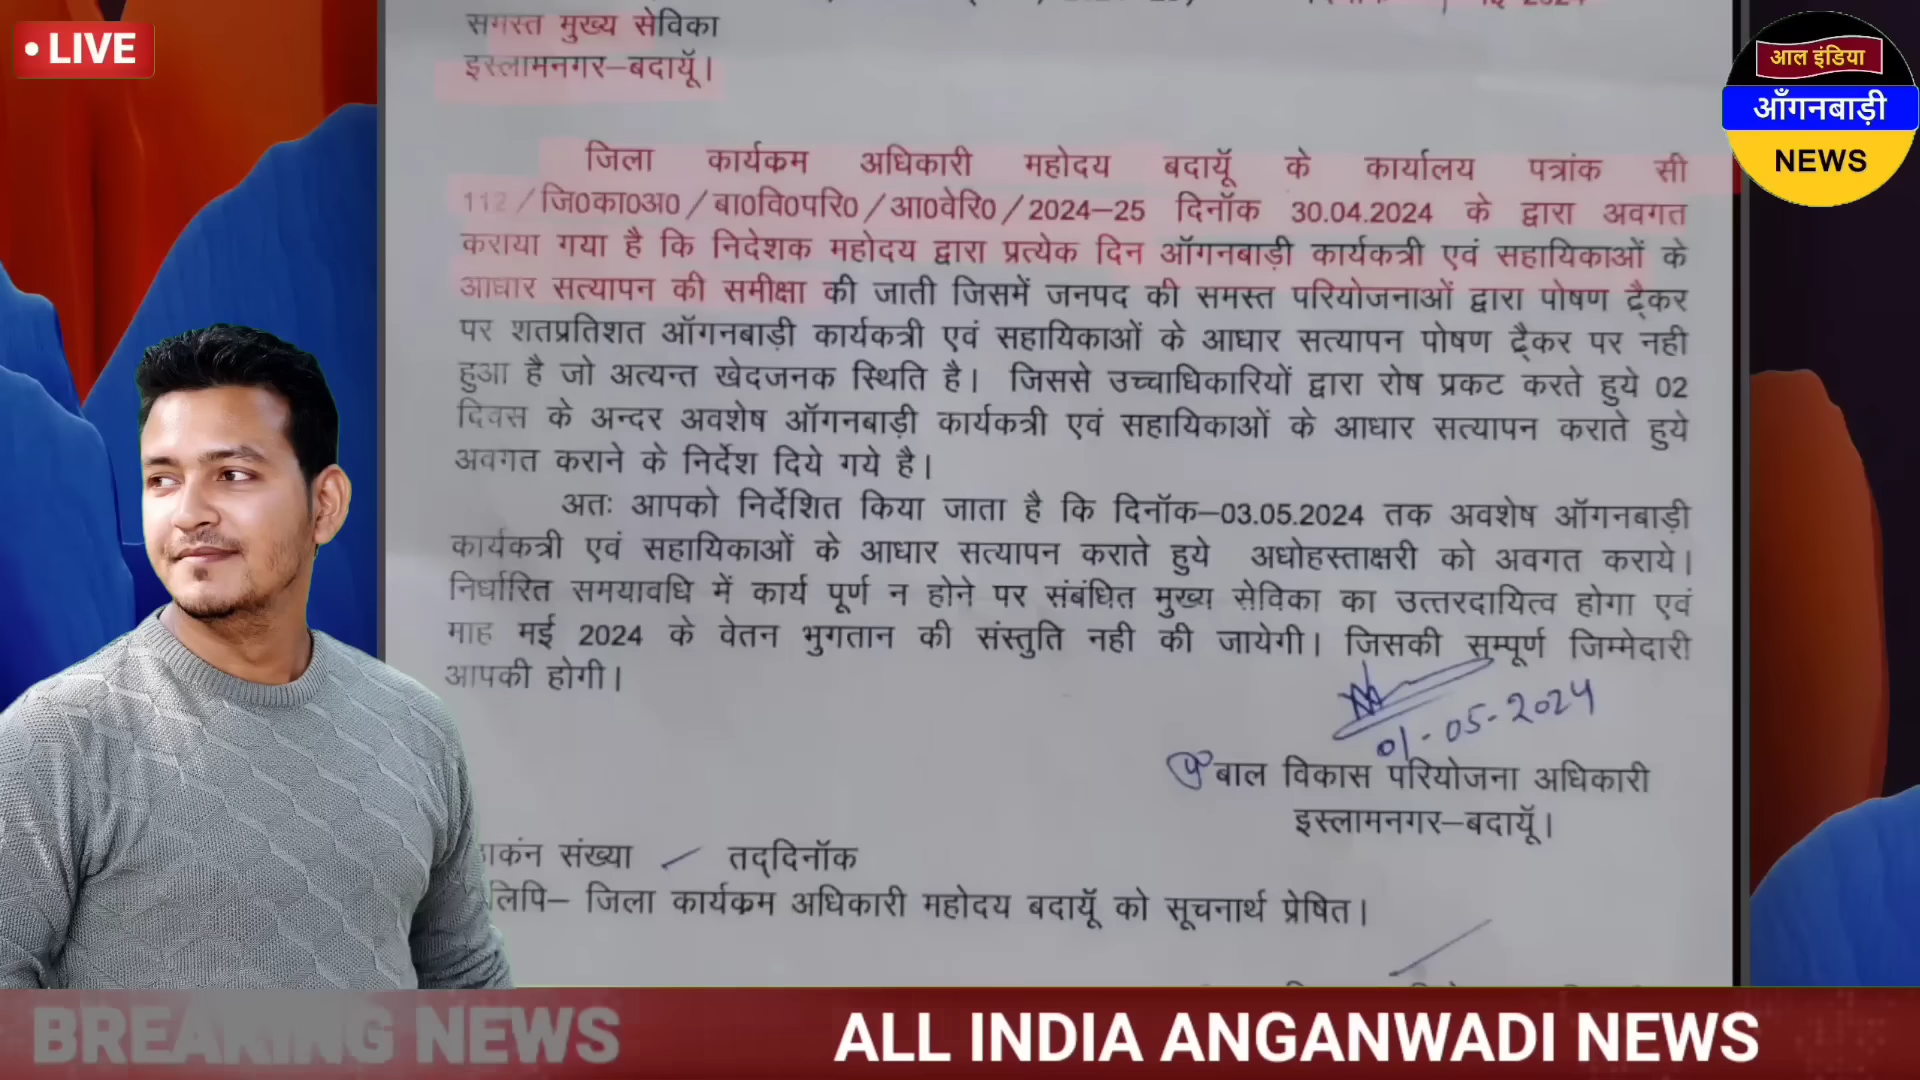 • LIVE
आल इंडिया
आँगनबाड़ी
NEWS
समस्त मुख्य सेविका
इस्लामनगर–बदायूँ।
जिला कार्यकम अधिकारी महोदय बदायूँ के कार्यालय पत्रांक सी
112/जि0का0अ0/बा0वि0परि0/आ0वेरि0/2024–25 दिनॉक 30.04.2024 के द्वारा अवगत
कराया गया है कि निदेशक महोदय द्वारा प्रत्येक दिन ऑगनबाड़ी कार्यकत्री एवं सहायिकाओं के
आधार सत्यापन की समीक्षा की जाती जिसमें जनपद की समस्त परियोजनाओं द्वारा पोषण ट्रैकर
पर शतप्रतिशत ऑगनबाड़ी कार्यकत्री एवं सहायिकाओं के आधार सत्यापन पोषण ट्रैकर पर नही
हुआ है जो अत्यन्त खेदजनक स्थिति है। जिससे उच्चाधिकारियों द्वारा रोष प्रकट करते हुये 02
दिवस के अन्दर अवशेष ऑगनबाड़ी कार्यकत्री एवं सहायिकाओं के आधार सत्यापन कराते हुये
अवगत कराने के निर्देश दिये गये है।
अतः आपको निर्देशित किया जाता है कि दिनॉक–03.05.2024 तक अवशेष ऑगनबाड़ी
कार्यकत्री एवं सहायिकाओं के आधार सत्यापन कराते हुये अधोहस्ताक्षरी को अवगत कराये।
निर्धारित समयावधि में कार्य पूर्ण न होने पर संबंधित मुख्य सेविका का उत्तरदायित्व होगा एवं
माह मई 2024 के वेतन भुगतान की संस्तुति नही की जायेगी। जिसकी सम्पूर्ण जिम्मेदारी
आपकी होगी।
01-05-2024
बाल विकास परियोजना अधिकारी
इस्लामनगर–बदायूँ।
संख्या तद्दिनॉक
लिपि– जिला कार्यकम अधिकारी महोदय बदायूँ को सूचनार्थ प्रेषित।
BREAKING NEWS
ALL INDIA ANGANWADI NEWS